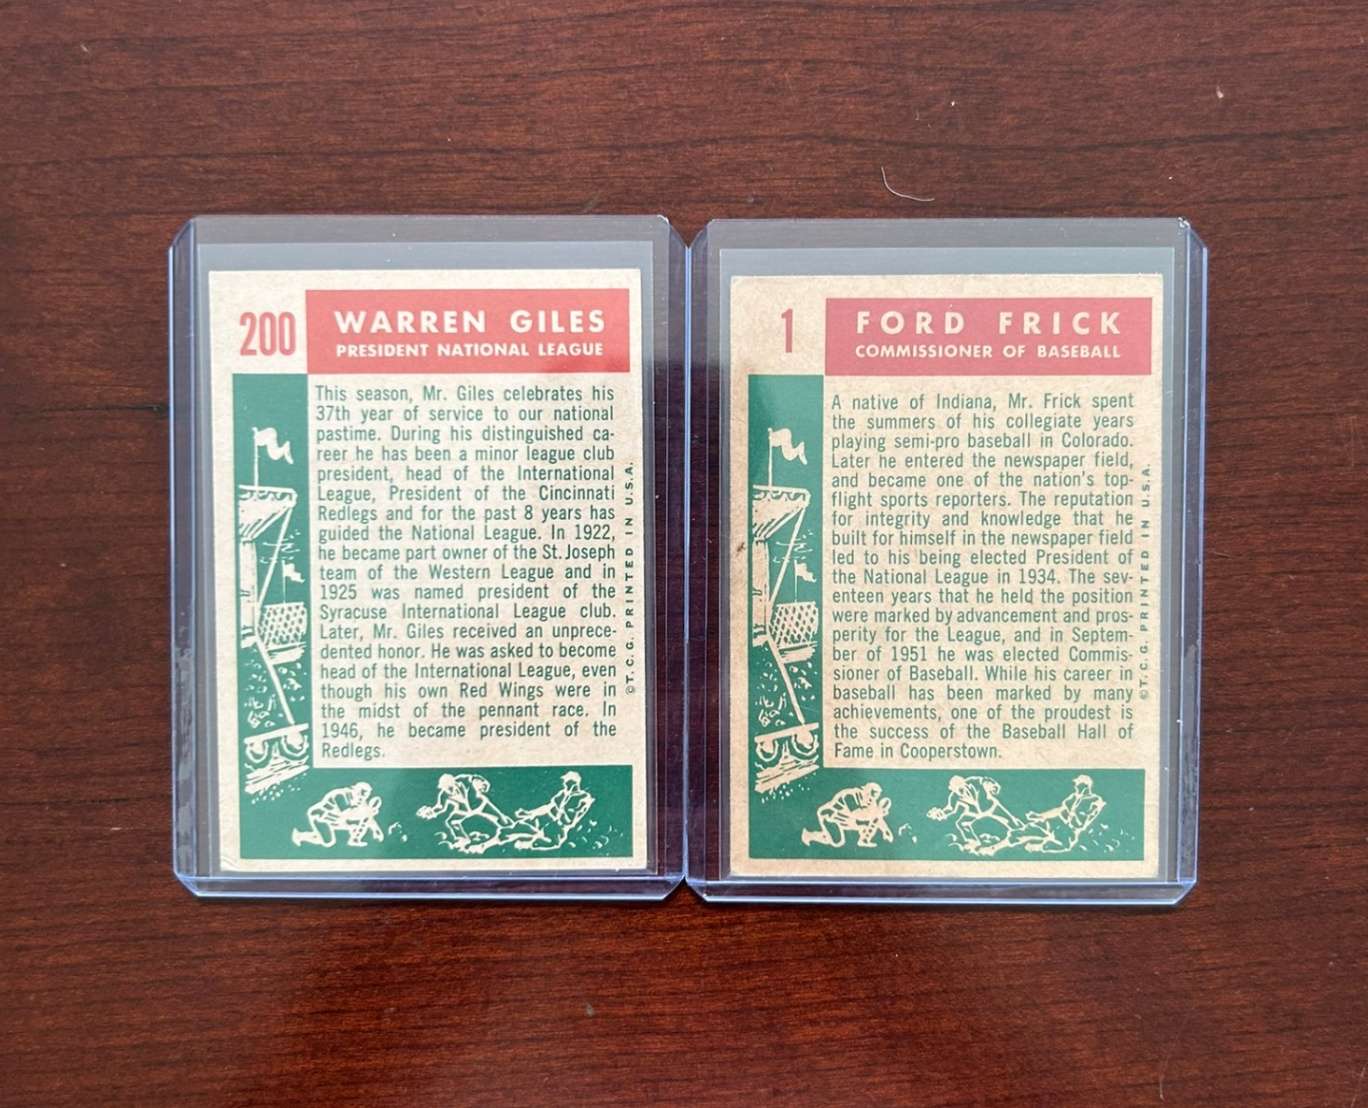 200
WARREN GILES
PRESIDENT NATIONAL LEAGUE
This season, Mr. Giles celebrates his
37th year of service to our national
pastime. During his distinguished ca-
reer he has been a minor league club
president, head of the International
League, President of the Cincinnati
Redlegs and for the past 8 years has
guided the National League. In 1922,
he became part owner of the St. Joseph
team of the Western League and in
1925 was named president of the
Syracuse International League club.
Later, Mr. Giles received an unprece-
dented honor. He was asked to become
head of the International League, even
though his own Red Wings were in
the midst of the pennant race. In
1946, he became president of the
Redlegs.
©T.C.G. PRINTED IN U.S.A.
1
FORD FRICK
COMMISSIONER OF BASEBALL
A native of Indiana, Mr. Frick spent
the summers of his collegiate years
playing semi-pro baseball in Colorado.
Later he entered the newspaper field,
and became one of the nation's top-
flight sports reporters. The reputation
for integrity and knowledge that he
built for himself in the newspaper field
led to his being elected President of
the National League in 1934. The sev-
enteen years that he held the position
were marked by advancement and pros-
perity for the League, and in Septem-
ber of 1951 he was elected Commis-
sioner of Baseball. While his career in
baseball has been marked by many
achievements, one of the proudest is
the success of the Baseball Hall of
Fame in Cooperstown.
©T.C.G. PRINTED IN U.S.A.